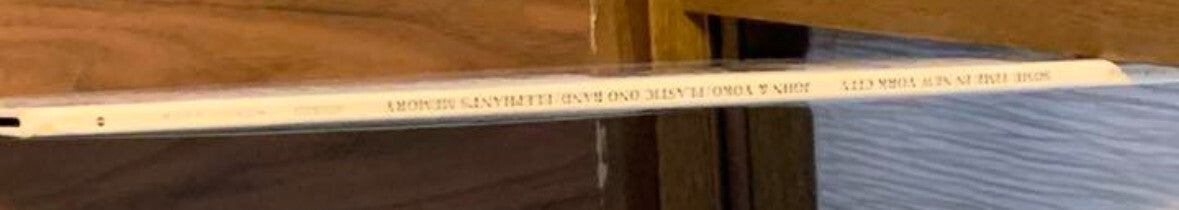 SOME TIME IN NEW YORK CITY JOHN & YOKO/PLASTIC ONO BAND/ELEPHANT'S MEMORY